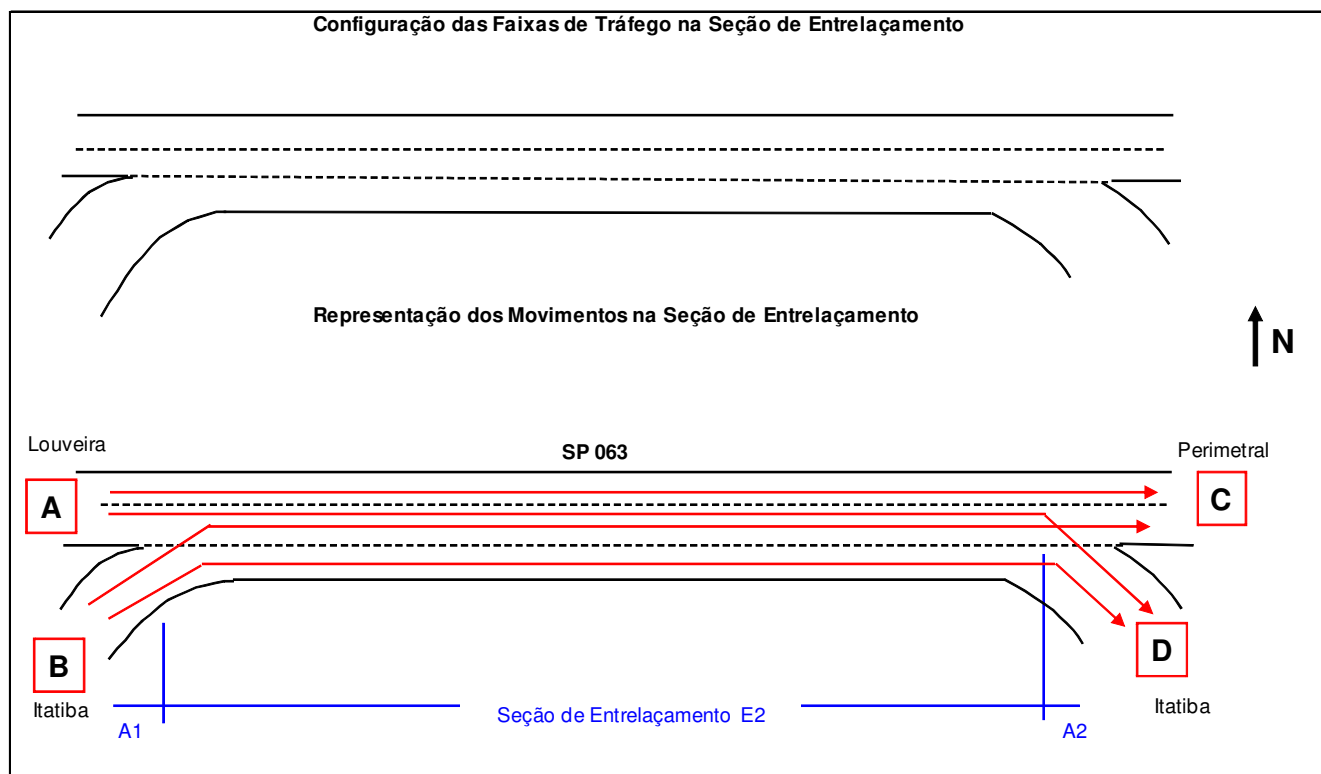 Configuração das Faixas de Tráfego na Seção de Entrelaçamento
Representação dos Movimentos na Seção de Entrelaçamento
N
Louveira
SP 063
Perimetral
A
C
B
D
Itatiba
Itatiba
A1
Seção de Entrelaçamento E2
A2